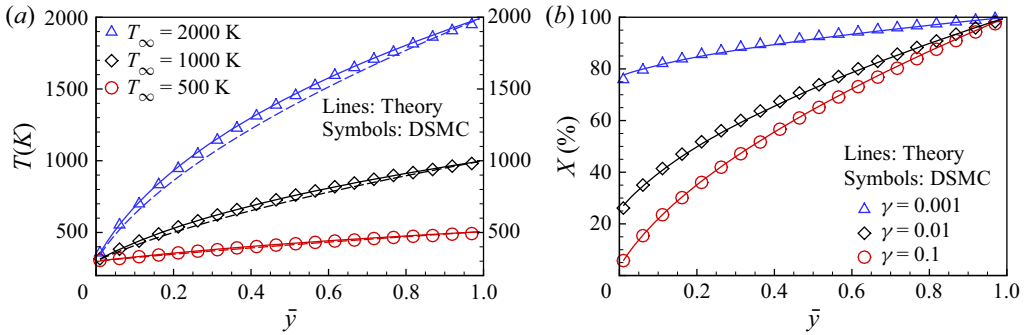 (a)
2000
1500
1000
500
0
0.2
0.4
0.6
0.8
1.0
T(K)
ȳ
2000
1500
1000
500
T∞ = 2000 K
T∞ = 1000 K
T∞ = 500 K
Lines: Theory
Symbols: DSMC
(b)
100
80
60
40
20
0
0.2
0.4
0.6
0.8
1.0
X (%)
ȳ
Lines: Theory
Symbols: DSMC
γ = 0.001
γ = 0.01
γ = 0.1